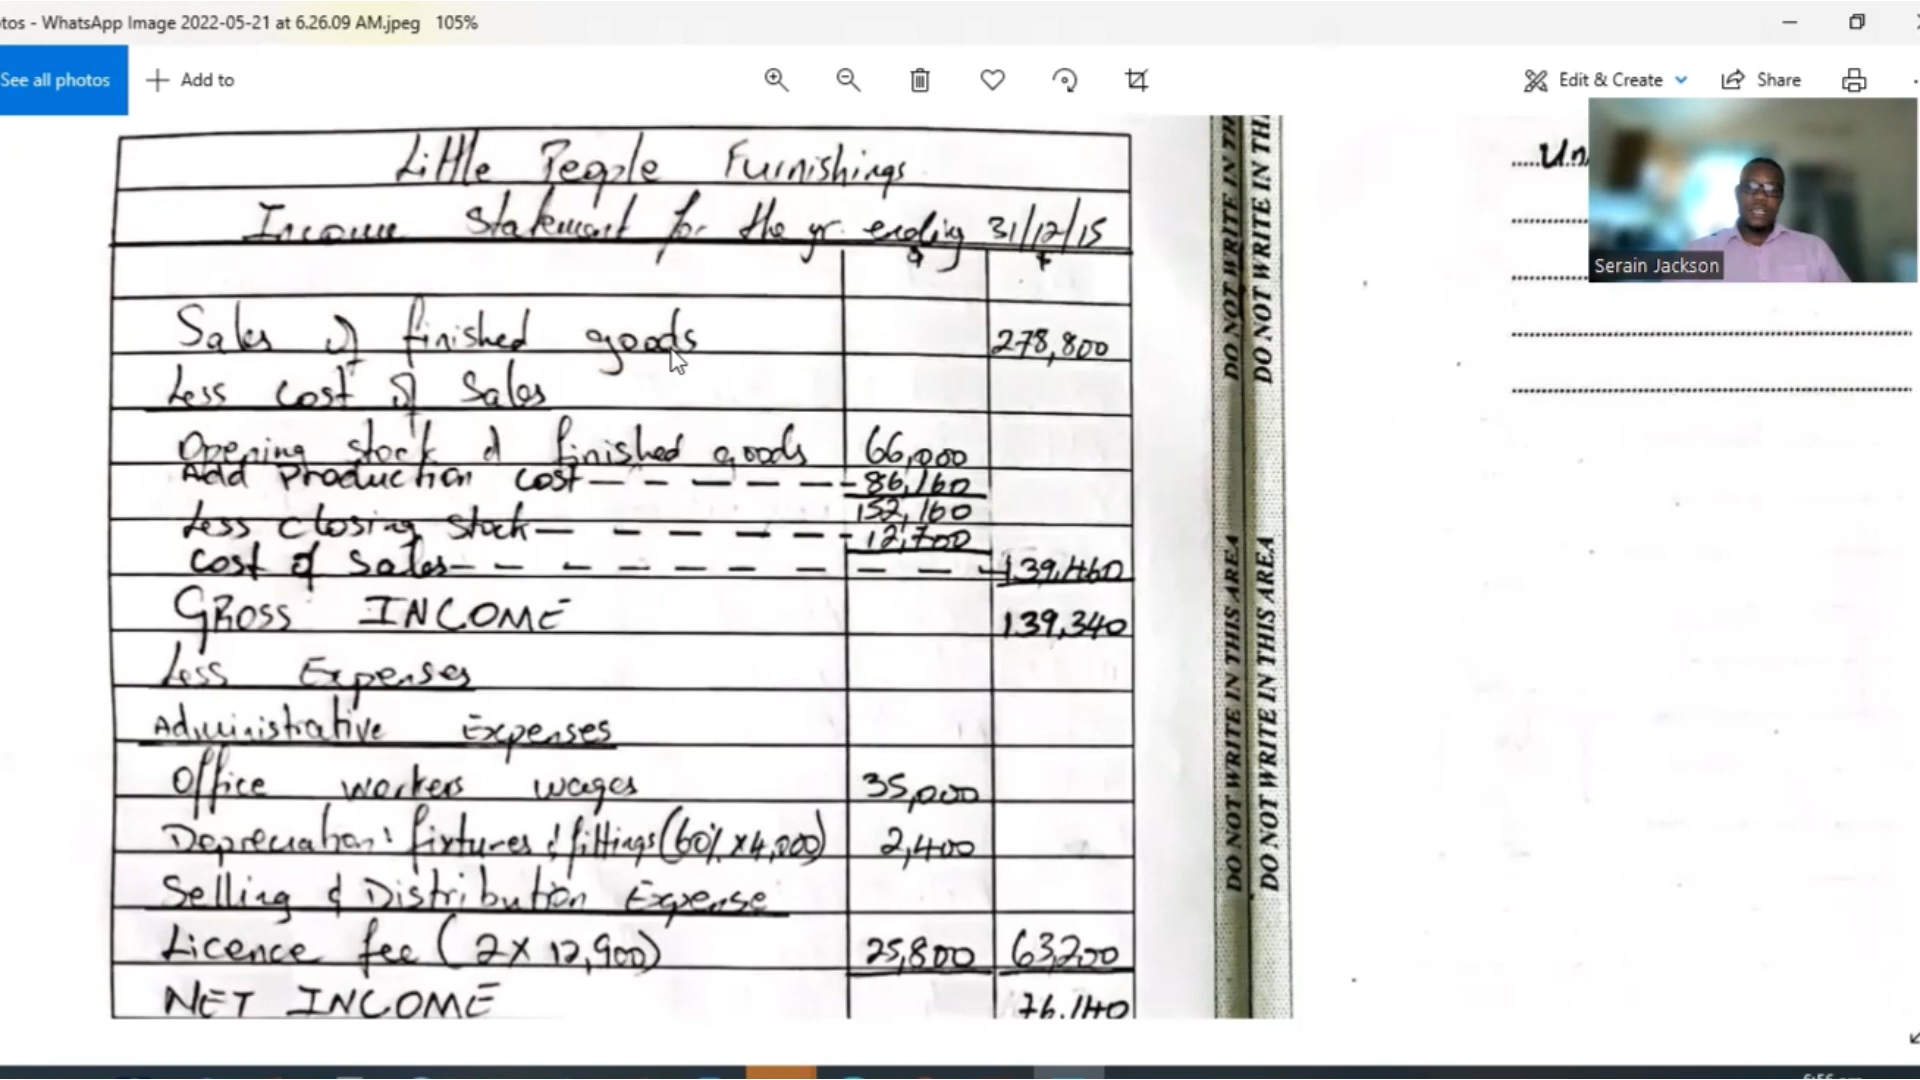 tos - WhatsApp Image 2022-05-21 at 6.26.09 AM.jpeg 105%
See all photos
Add to
Edit & Create
Share
Serain Jackson
Little People Furnishings
Income Statement for the yr. ending 31/12/15
$ $
Sales of finished goods 278,800
Less Cost of Sales
Opening stock of finished goods 66,000
Add Production Cost 86,160
152,160
Less closing stock 12,700
Cost of Sales 139,460
GROSS INCOME 139,340
Less Expenses
Administrative Expenses
Office workers wages 35,000
Depreciation: fixtures & fittings (60% x 4,000) 2,400
Selling & Distribution Expense
Licence fee (2 x 12,900) 25,800 63,200
NET INCOME 76,140
DO NOT WRITE IN TH
DO NOT WRITE IN THI
DO NOT WRITE IN THIS AREA
DO NOT WRITE IN THIS AREA
Un